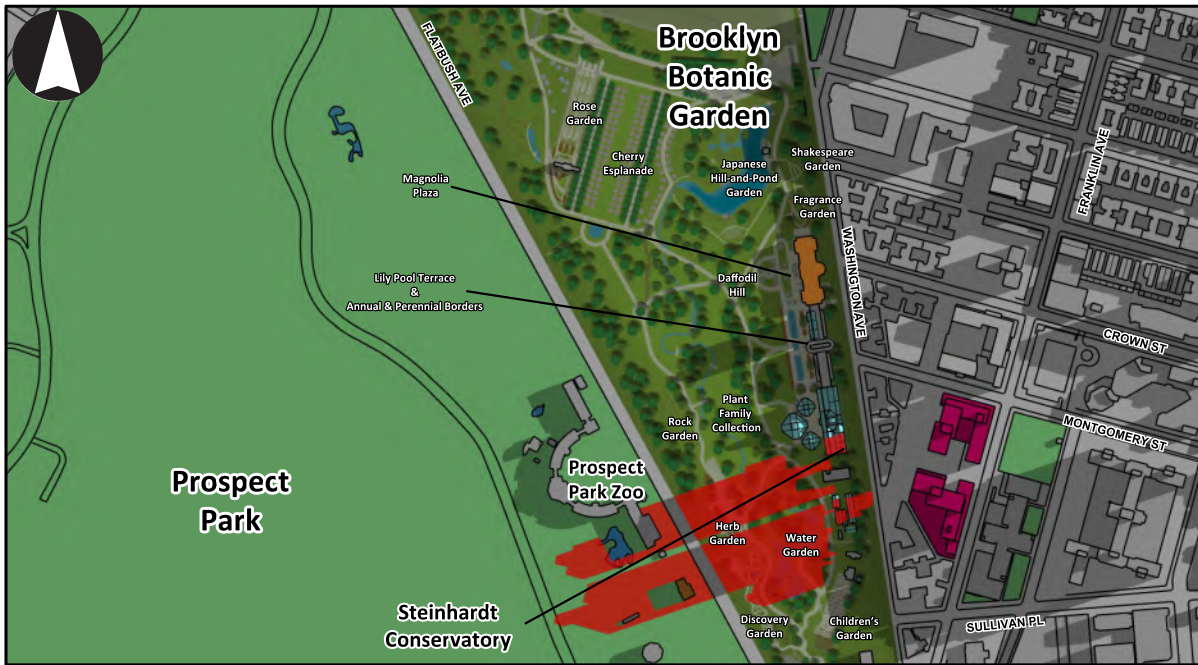 FLATBUSH AVE
Brooklyn
Botanic
Garden
Rose
Garden
Cherry
Esplanade
Japanese
Hill-and-Pond
Garden
Shakespeare
Garden
FRANKLIN AVE
Magnolia
Plaza
Fragrance
Garden
WASHINGTON AVE
Lily Pool Terrace
&
Annual & Perennial Borders
Daffodil
Hill
CROWN ST
Plant
Family
Collection
Rock
Garden
MONTGOMERY ST
Prospect
Park
Prospect
Park Zoo
Herb
Garden
Water
Garden
Steinhardt
Conservatory
Discovery
Garden
Children's
Garden
SULLIVAN PL